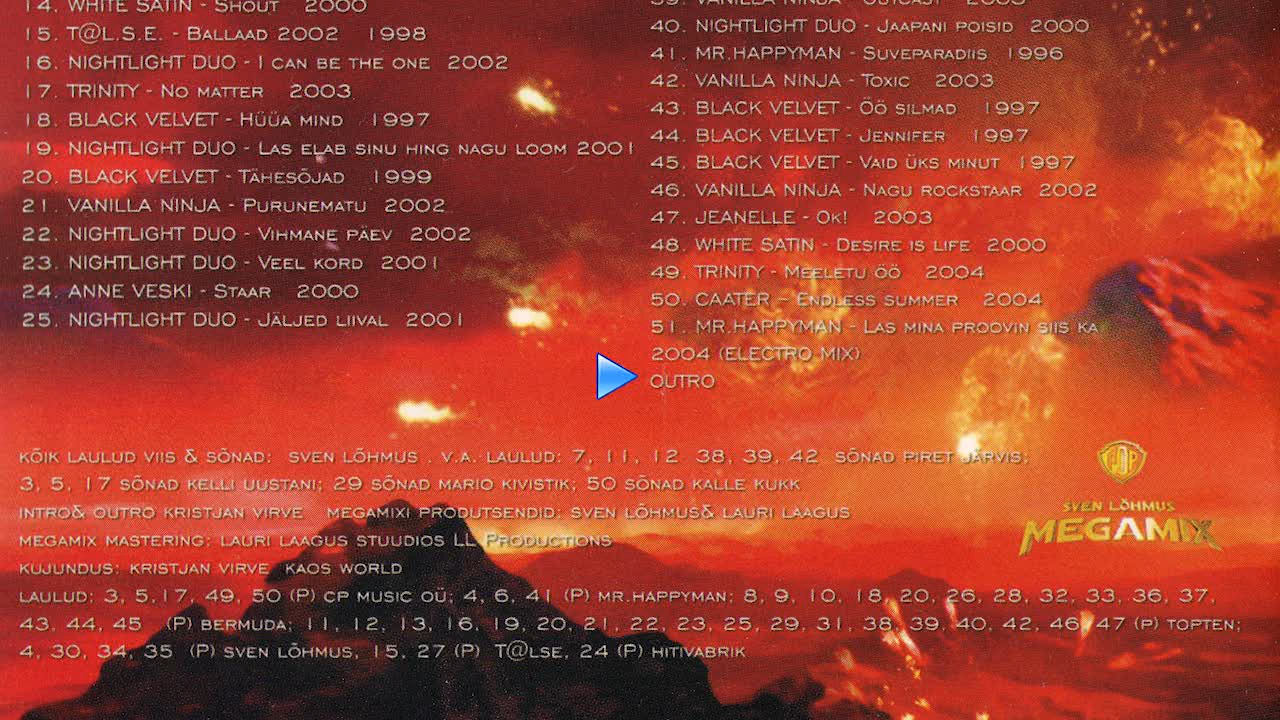 14. WHITE SATIN - SHOUT 2000
15. T@L.S.E. - BALLAAD 2002 1998
16. NIGHTLIGHT DUO - I CAN BE THE ONE 2002
17. TRINITY - NO MATTER 2003
18. BLACK VELVET - HÜÜA MIND 1997
19. NIGHTLIGHT DUO - LAS ELAB SINU HING NAGU LOOM 2001
20. BLACK VELVET - TÄHESÕJAD 1999
21. VANILLA NINJA - PURUNEMATU 2002
22. NIGHTLIGHT DUO - VIHMANE PÄEV 2002
23. NIGHTLIGHT DUO - VEEL KORD 2001
24. ANNE VESKI - STAAR 2000
25. NIGHTLIGHT DUO - JÄLJED LIIVAL 2001
39. VANILLA NINJA - OUTCAST 2003
40. NIGHTLIGHT DUO - JAAPANI POISID 2000
41. MR.HAPPYMAN - SUVEPARADIIS 1996
42. VANILLA NINJA - TOXIC 2003
43. BLACK VELVET - ÖÖ SILMAD 1997
44. BLACK VELVET - JENNIFER 1997
45. BLACK VELVET - VAID ÜKS MINUT 1997
46. VANILLA NINJA - NAGU ROCKSTAAR 2002
47. JEANELLE - OK! 2003
48. WHITE SATIN - DESIRE IS LIFE 2000
49. TRINITY - MEELETU ÖÖ 2004
50. CAATER – ENDLESS SUMMER 2004
51. MR.HAPPYMAN - LAS MINA PROOVIN SIIS KA
2004 (ELECTRO MIX)
OUTRO
KÕIK LAULUD VIIS & SÕNAD: SVEN LÕHMUS . V.A. LAULUD: 7, 11, 12 38, 39, 42 SÕNAD PIRET JÄRVIS;
3, 5, 17 SÕNAD KELLI UUSTANI; 29 SÕNAD MARIO KIVISTIK; 50 SÕNAD KALLE KUKK
INTRO& OUTRO KRISTJAN VIRVE MEGAMIXI PRODUTSENDID: SVEN LÕHMUS& LAURI LAAGUS
MEGAMIX MASTERING: LAURI LAAGUS STUUDIOS LL PRODUCTIONS
KUJUNDUS: KRISTJAN VIRVE KAOS WORLD
LAULUD: 3, 5,17, 49, 50 (P) CP MUSIC OÜ; 4, 6, 41 (P) MR.HAPPYMAN; 8, 9, 10, 18, 20, 26, 28, 32, 33, 36, 37,
43, 44, 45 (P) BERMUDA; 11, 12, 13, 16, 19, 20, 21, 22, 23, 25, 29, 31, 38, 39, 40, 42, 46, 47 (P) TOPTEN;
4, 30, 34, 35 (P) SVEN LÕHMUS, 15, 27 (P) T@LSE, 24 (P) HITIVABRIK
POP
SVEN LÕHMUS
MEGAMIX